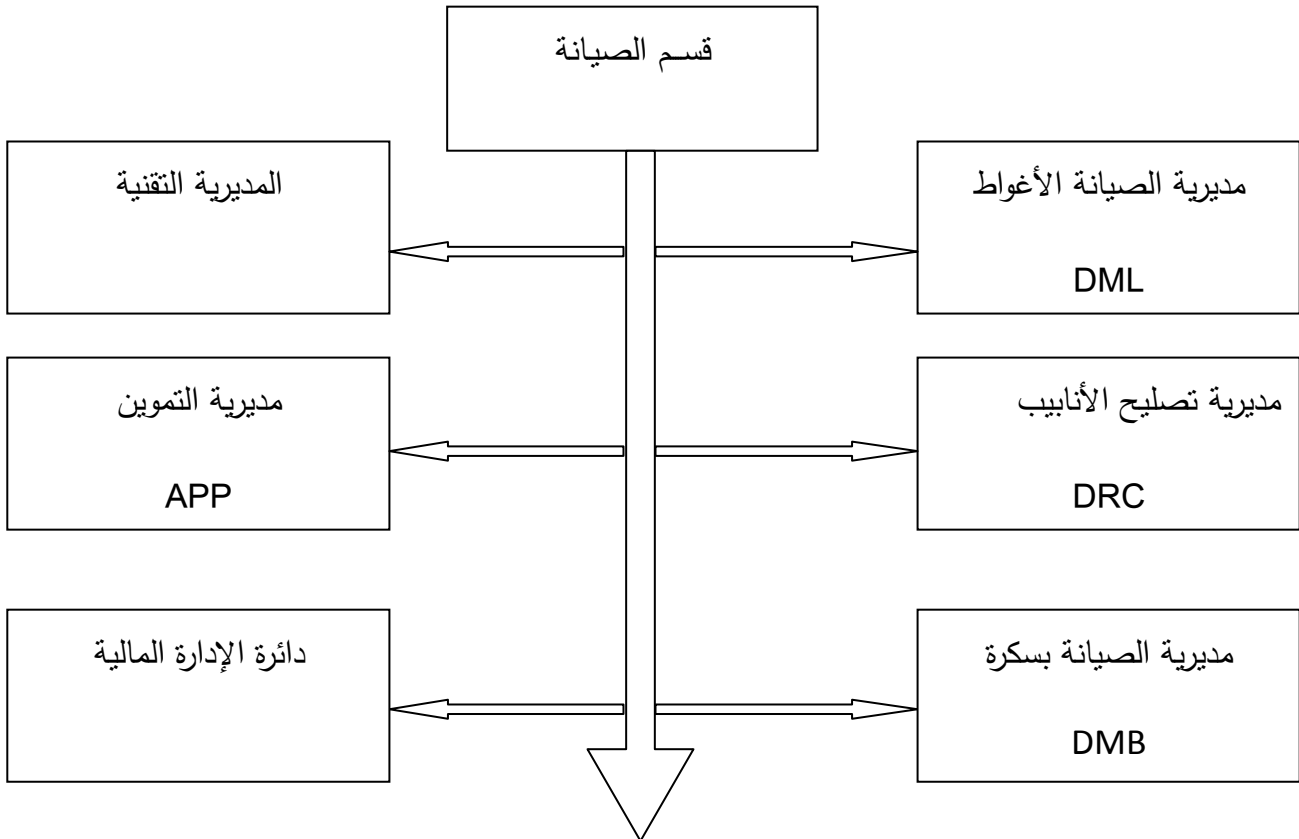 قسم الصيانة
مديرية الصيانة الأغواط
DML
المديرية التقنية
مديرية تصليح الأنابيب
DRC
مديرية التموين
APP
مديرية الصيانة بسكرة
DMB
دائرة الإدارة المالية